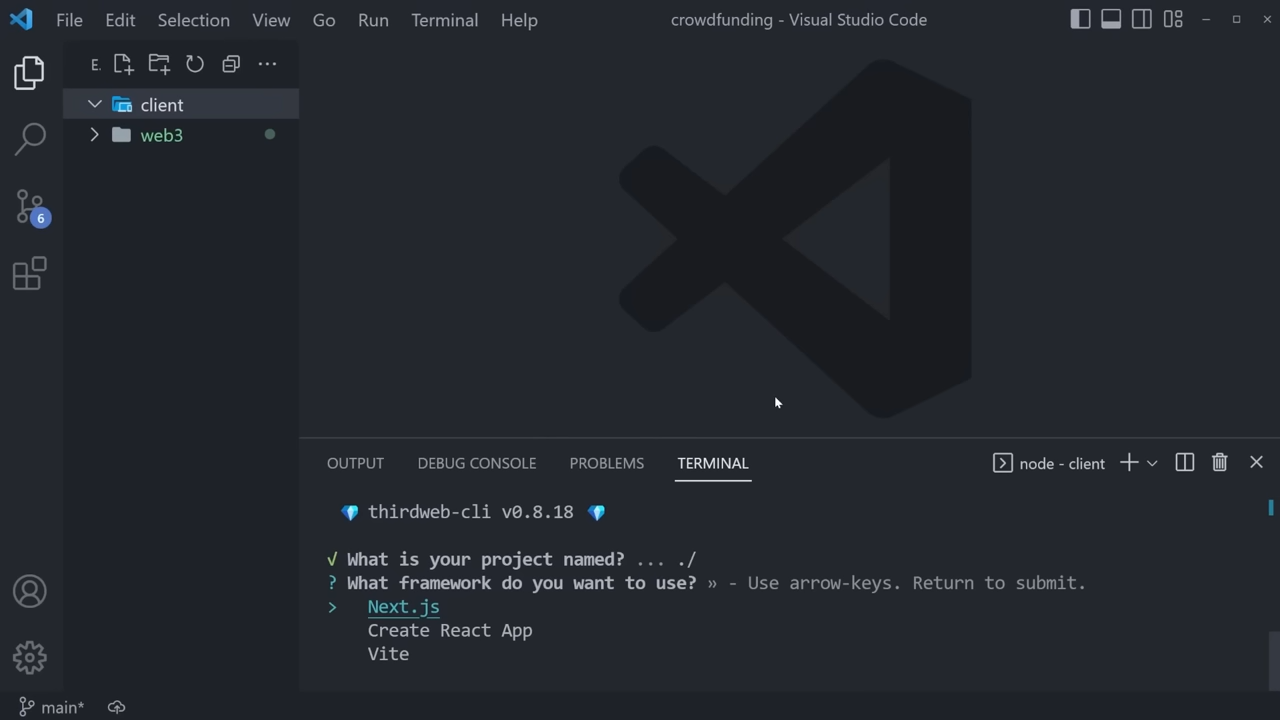 File Edit Selection View Go Run Terminal Help crowdfunding - Visual Studio Code
E.
client
web3
6
OUTPUT DEBUG CONSOLE PROBLEMS TERMINAL node - client
thirdweb-cli v0.8.18
√ What is your project named? ... ./
? What framework do you want to use? » - Use arrow-keys. Return to submit.
> Next.js
Create React App
Vite
main*